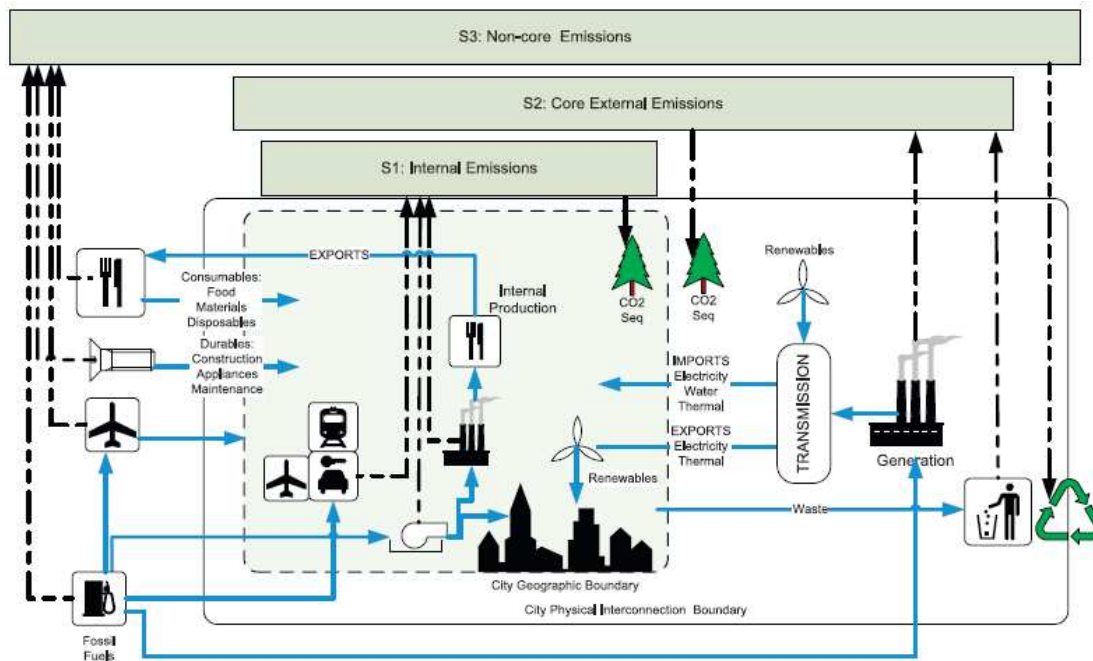 S3: Non-core Emissions
S2: Core External Emissions
S1: Internal Emissions
EXPORTS
Consumables:
Food
Materials
Disposables
Durables:
Construction
Appliances
Maintenance
Internal
Production
CO2
Seq
CO2
Seq
Renewables
IMPORTS
Electricity
Water
Thermal
EXPORTS
Electricity
Thermal
TRANSMISSION
Generation
Renewables
Waste
City Geographic Boundary
City Physical Interconnection Boundary
Fossil
Fuels